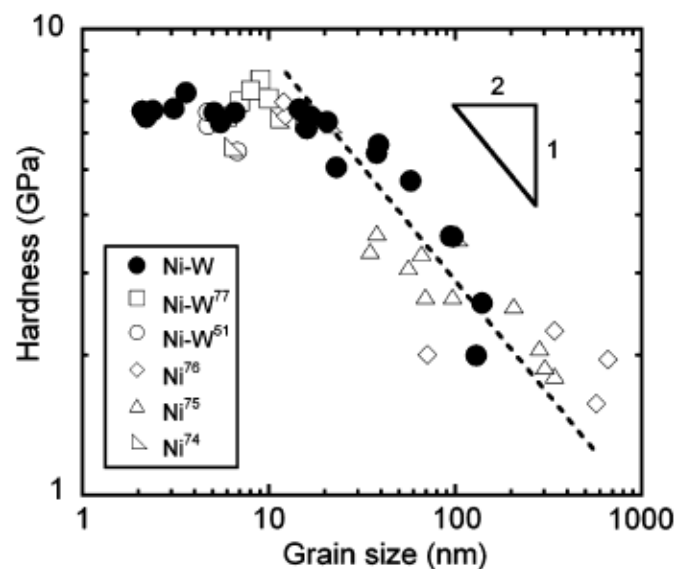 10
2
1
Hardness (GPa)
Ni-W
Ni-W77
Ni-W51
Ni76
Ni75
Ni74
1
1
10
100
1000
Grain size (nm)